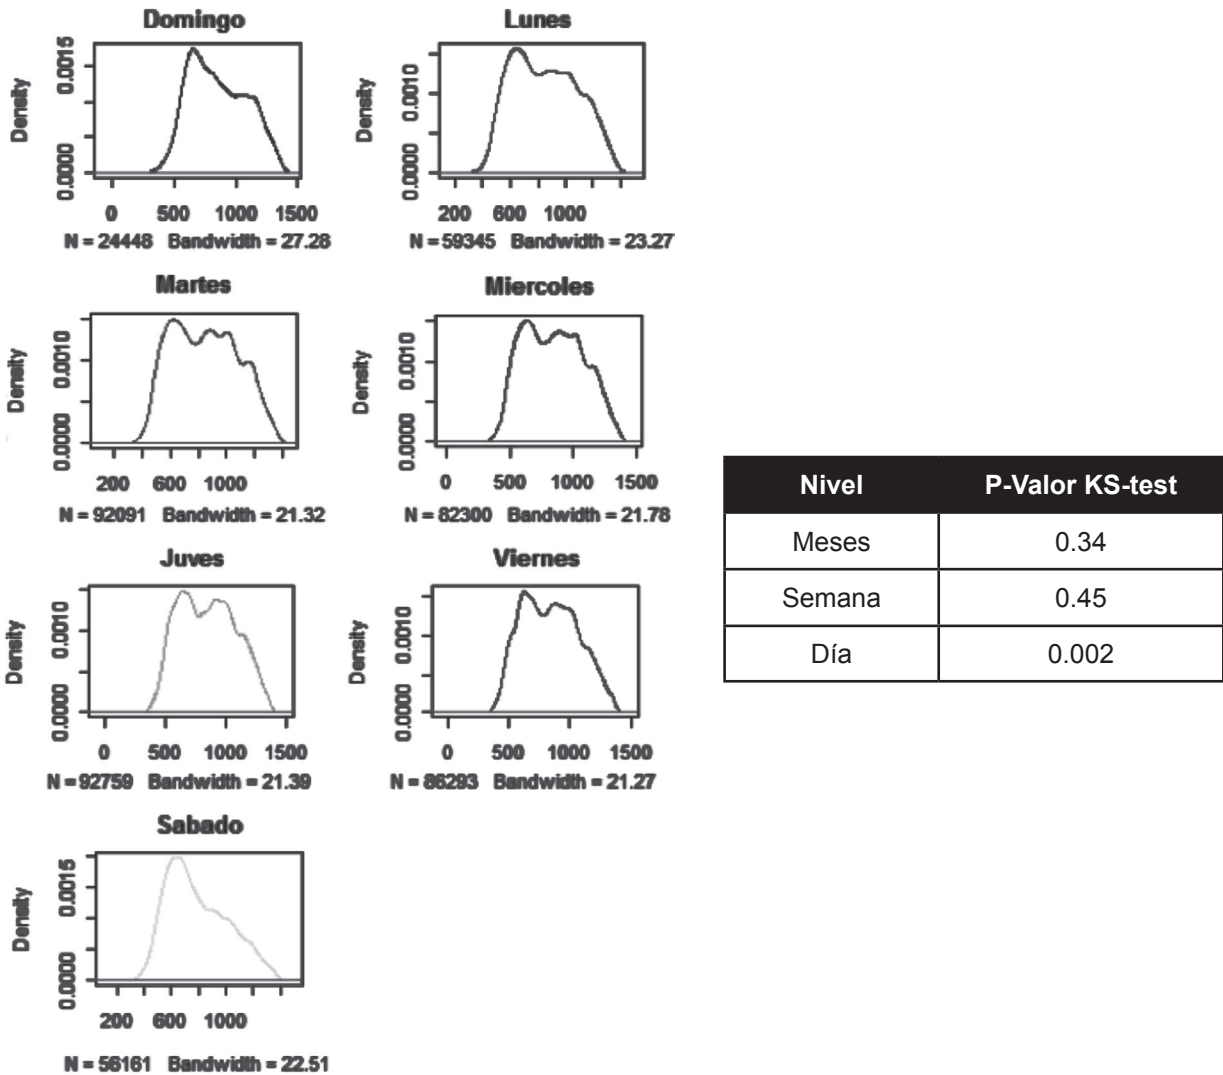 Domingo
Density
0.0000 0.0015
0 500 1000 1500
N = 24448 Bandwidth = 27.28
Lunes
Density
0.0000 0.0010
200 600 1000
N = 59345 Bandwidth = 23.27
Martes
Density
0.0000 0.0010
200 600 1000
N = 92091 Bandwidth = 21.32
Miercoles
Density
0.0000 0.0010
0 500 1000 1500
N = 82300 Bandwidth = 21.78
Juves
Density
0.0000 0.0010
0 500 1000 1500
N = 92759 Bandwidth = 21.39
Viernes
Density
0.0000 0.0010
0 500 1000 1500
N = 86293 Bandwidth = 21.27
Sabado
Density
0.0000 0.0015
200 600 1000
N = 56161 Bandwidth = 22.51
Nivel P-Valor KS-test
Meses 0.34
Semana 0.45
Día 0.002